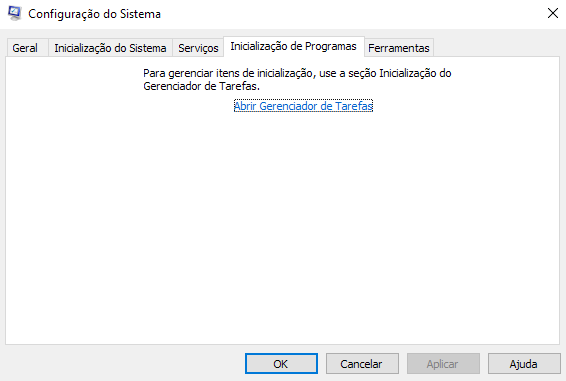 Configuração do Sistema
Geral
Inicialização do Sistema
Serviços
Inicialização de Programas
Ferramentas
Para gerenciar itens de inicialização, use a seção Inicialização do
Gerenciador de Tarefas.
Abrir Gerenciador de Tarefas
OK
Cancelar
Aplicar
Ajuda